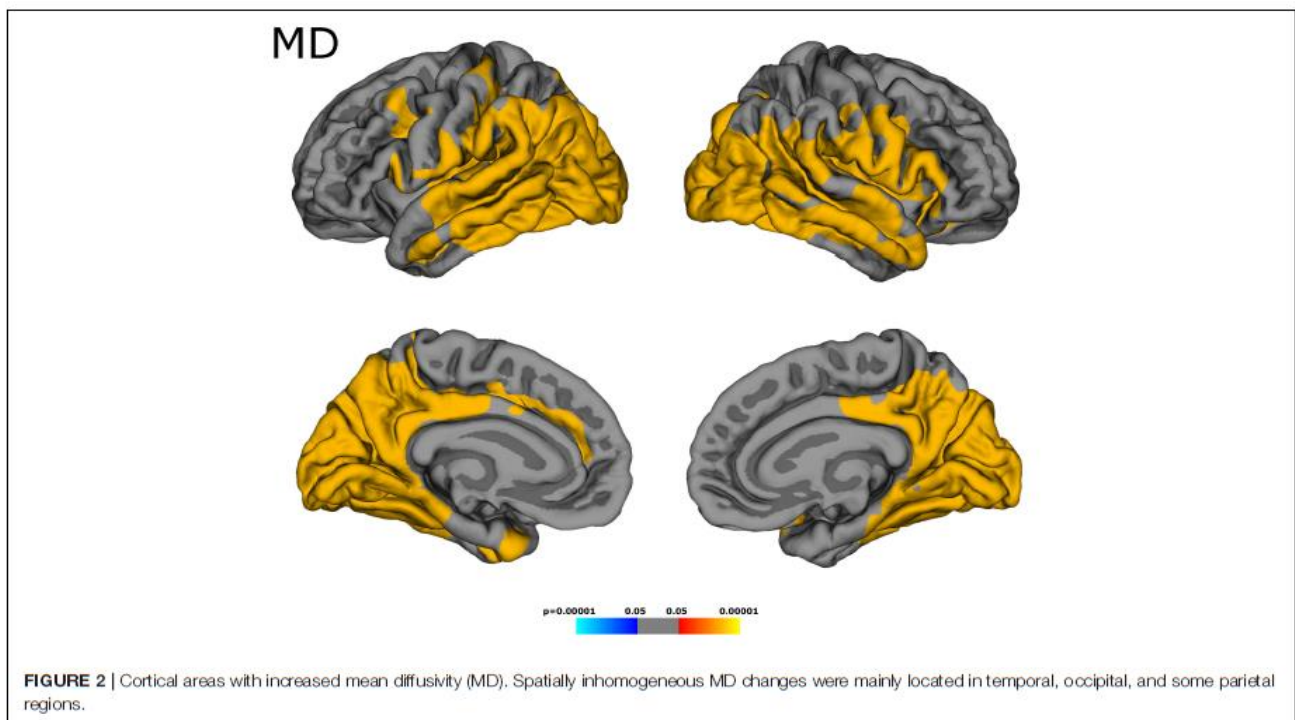 MD
p=0.00001 0.05 0.05 0.00001
FIGURE 2 | Cortical areas with increased mean diffusivity (MD). Spatially inhomogeneous MD changes were mainly located in temporal, occipital, and some parietal
regions.